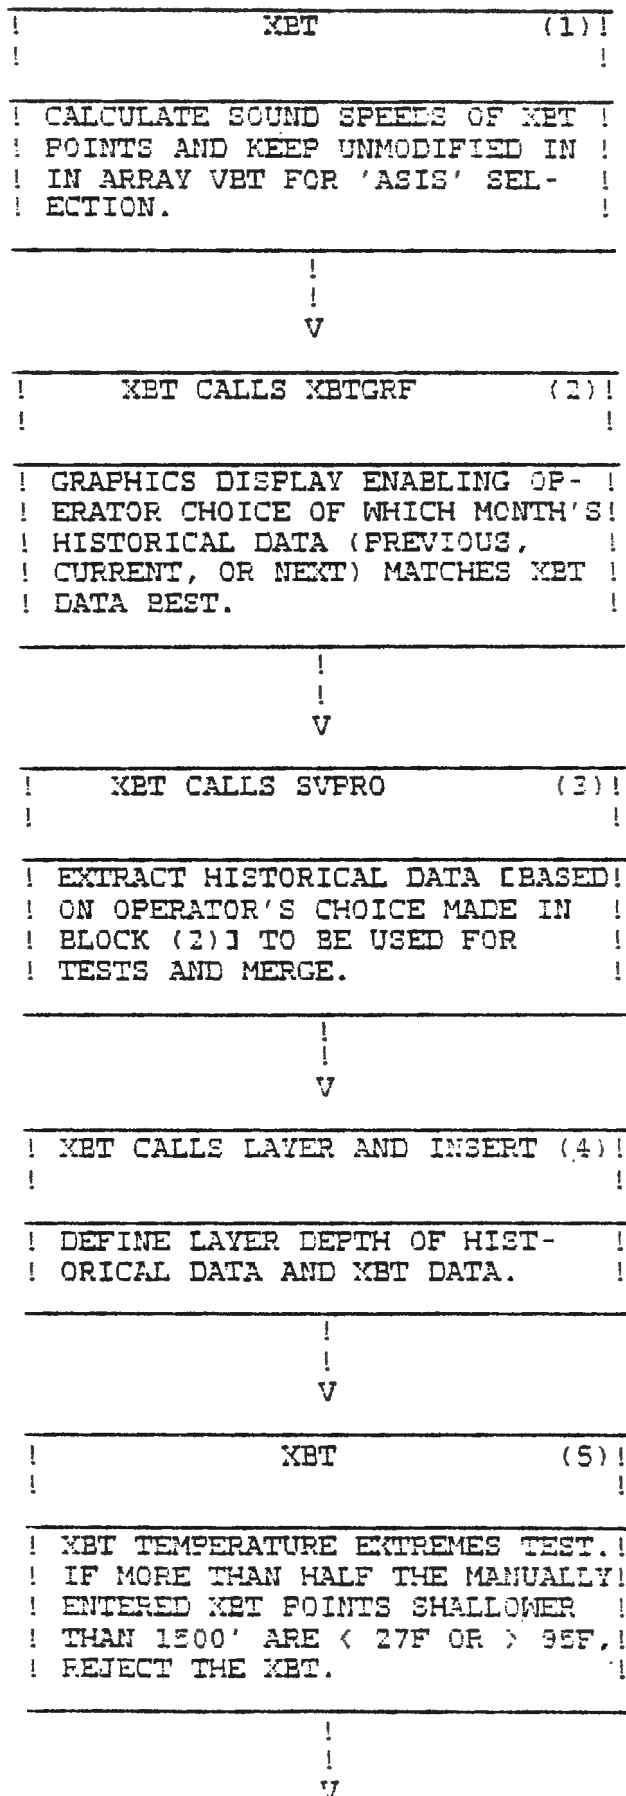 ! XBT (1)!
! !
! CALCULATE SOUND SPEEDS OF XBT !
! POINTS AND KEEP UNMODIFIED IN !
! IN ARRAY VBT FOR 'ASIS' SEL- !
! ECTION. !
!
!
V
! XBT CALLS XBTGRF (2)!
! !
! GRAPHICS DISPLAY ENABLING OP- !
! ERATOR CHOICE OF WHICH MONTH'S!
! HISTORICAL DATA (PREVIOUS, !
! CURRENT, OR NEXT) MATCHES XBT !
! DATA BEST. !
!
!
V
! XBT CALLS SVPRO (3)!
! !
! EXTRACT HISTORICAL DATA [BASED!
! ON OPERATOR'S CHOICE MADE IN !
! BLOCK (2)] TO BE USED FOR !
! TESTS AND MERGE. !
!
!
V
! XBT CALLS LAYER AND INSERT (4)!
! !
! DEFINE LAYER DEPTH OF HIST- !
! ORICAL DATA AND XBT DATA. !
!
!
V
! XBT (5)!
! !
! XBT TEMPERATURE EXTREMES TEST.!
! IF MORE THAN HALF THE MANUALLY!
! ENTERED XBT POINTS SHALLOWER !
! THAN 1500' ARE < 27F OR > 95F,!
! REJECT THE XBT. !
!
!
V